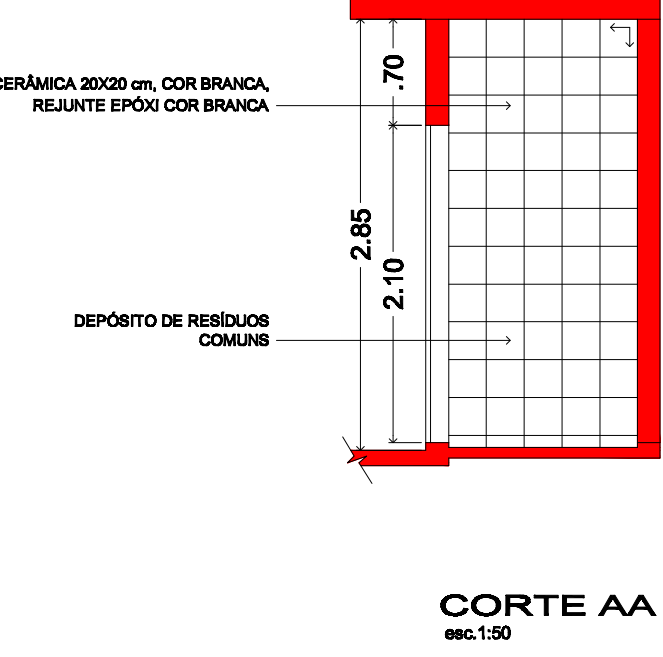 CERÂMICA 20X20 cm, COR BRANCA,
REJUNTE EPÓXI COR BRANCA
.70
2.85
2.10
DEPÓSITO DE RESÍDUOS
COMUNS
CORTE AA
esc.1:50